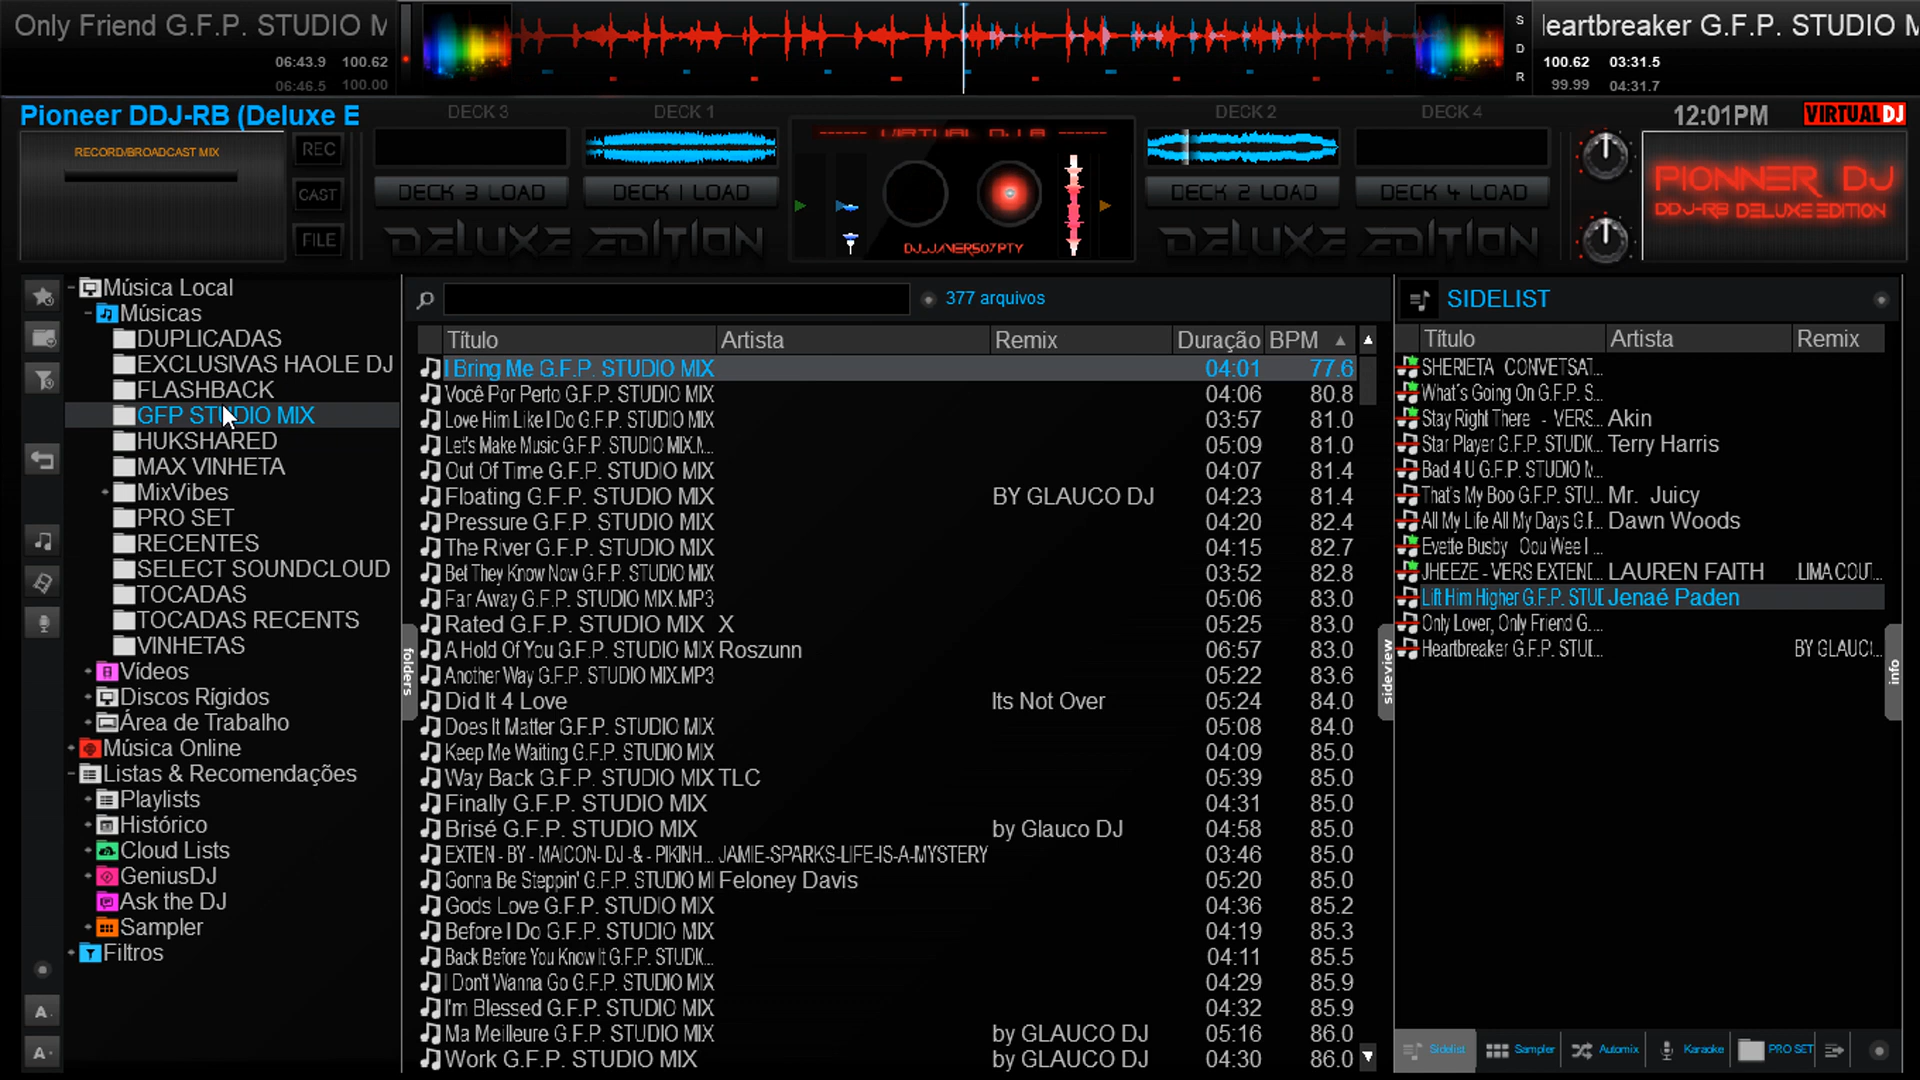 Only Friend G.F.P. STUDIO M
06:43.9 100.62
06:46.5 100.00
S
D
R
Heartbreaker G.F.P. STUDIO M
100.62 03:31.5
99.99 04:31.7
Pioneer DDJ-RB (Deluxe E
DECK 3
DECK 1
DECK 2
DECK 4
12:01PM
VIRTUALDJ
RECORD/BROADCAST MIX
REC
CAST
FILE
DECK 3 LOAD
DECK 1 LOAD
VIRTUAL DJ 8
DJ.JAVIER507PTY
DECK 2 LOAD
DECK 4 LOAD
DELUXE EDITION
DELUXE EDITION
PIONNER DJ
DDJ-RB DELUXE EDITION
Música Local
Músicas
DUPLICADAS
EXCLUSIVAS HAOLE DJ
FLASHBACK
GFP STUDIO MIX
HUKSHARED
MAX VINHETA
MixVibes
PRO SET
RECENTES
SELECT SOUNDCLOUD
TOCADAS
TOCADAS RECENTS
VINHETAS
Vídeos
Discos Rígidos
Área de Trabalho
Música Online
Listas & Recomendações
Playlists
Histórico
Cloud Lists
GeniusDJ
Ask the DJ
Sampler
Filtros
A-
A+
folders
377 arquivos
Título Artista Remix Duração BPM
I Bring Me G.F.P. STUDIO MIX 04:01 77.6
Você Por Perto G.F.P. STUDIO MIX 04:06 80.8
Love Him Like I Do G.F.P. STUDIO MIX 03:57 81.0
Let's Make Music G.F.P. STUDIO MIX.M... 05:09 81.0
Out Of Time G.F.P. STUDIO MIX 04:07 81.4
Floating G.F.P. STUDIO MIX BY GLAUCO DJ 04:23 81.4
Pressure G.F.P. STUDIO MIX 04:20 82.4
The River G.F.P. STUDIO MIX 04:15 82.7
Bet They Know Now G.F.P. STUDIO MIX 03:52 82.8
Far Away G.F.P. STUDIO MIX.MP3 05:06 83.0
Rated G.F.P. STUDIO MIX X 05:25 83.0
A Hold Of You G.F.P. STUDIO MIX Roszunn 06:57 83.0
Another Way G.F.P. STUDIO MIX.MP3 05:22 83.6
Did It 4 Love Its Not Over 05:24 84.0
Does It Matter G.F.P. STUDIO MIX 05:08 84.0
Keep Me Waiting G.F.P. STUDIO MIX 04:09 85.0
Way Back G.F.P. STUDIO MIX TLC 05:39 85.0
Finally G.F.P. STUDIO MIX 04:31 85.0
Brisé G.F.P. STUDIO MIX by Glauco DJ 04:58 85.0
EXTEN - BY - MAICON- DJ -& - PIKINH... JAMIE-SPARKS-LIFE-IS-A-MYSTERY 03:46 85.0
Gonna Be Steppin' G.F.P. STUDIO MI Feloney Davis 05:20 85.0
Gods Love G.F.P. STUDIO MIX 04:36 85.2
Before I Do G.F.P. STUDIO MIX 04:19 85.3
Back Before You Know It G.F.P. STUDI... 04:11 85.5
I Don't Wanna Go G.F.P. STUDIO MIX 04:29 85.9
I'm Blessed G.F.P. STUDIO MIX 04:32 85.9
Ma Meilleure G.F.P. STUDIO MIX by GLAUCO DJ 05:16 86.0
Work G.F.P. STUDIO MIX by GLAUCO DJ 04:30 86.0
sideview
SIDELIST
Título Artista Remix
SHERIETA CONVETSAT...
What´s Going On G.F.P. S...
Stay Right There - VERS... Akin
Star Player G.F.P. STUDI... Terry Harris
Bad 4 U G.F.P. STUDIO M...
That's My Boo G.F.P. STU... Mr. Juicy
All My Life All My Days G.F... Dawn Woods
Evette Busby Oou Wee I ...
JHEEZE - VERS EXTEND... LAUREN FAITH .LIMA COUT...
Lift Him Higher G.F.P. STUD Jenaé Paden
Only Lover, Only Friend G....
Heartbreaker G.F.P. STUD... BY GLAUC...
info
Sidelist
Sampler
Automix
Karaoke
PRO SET